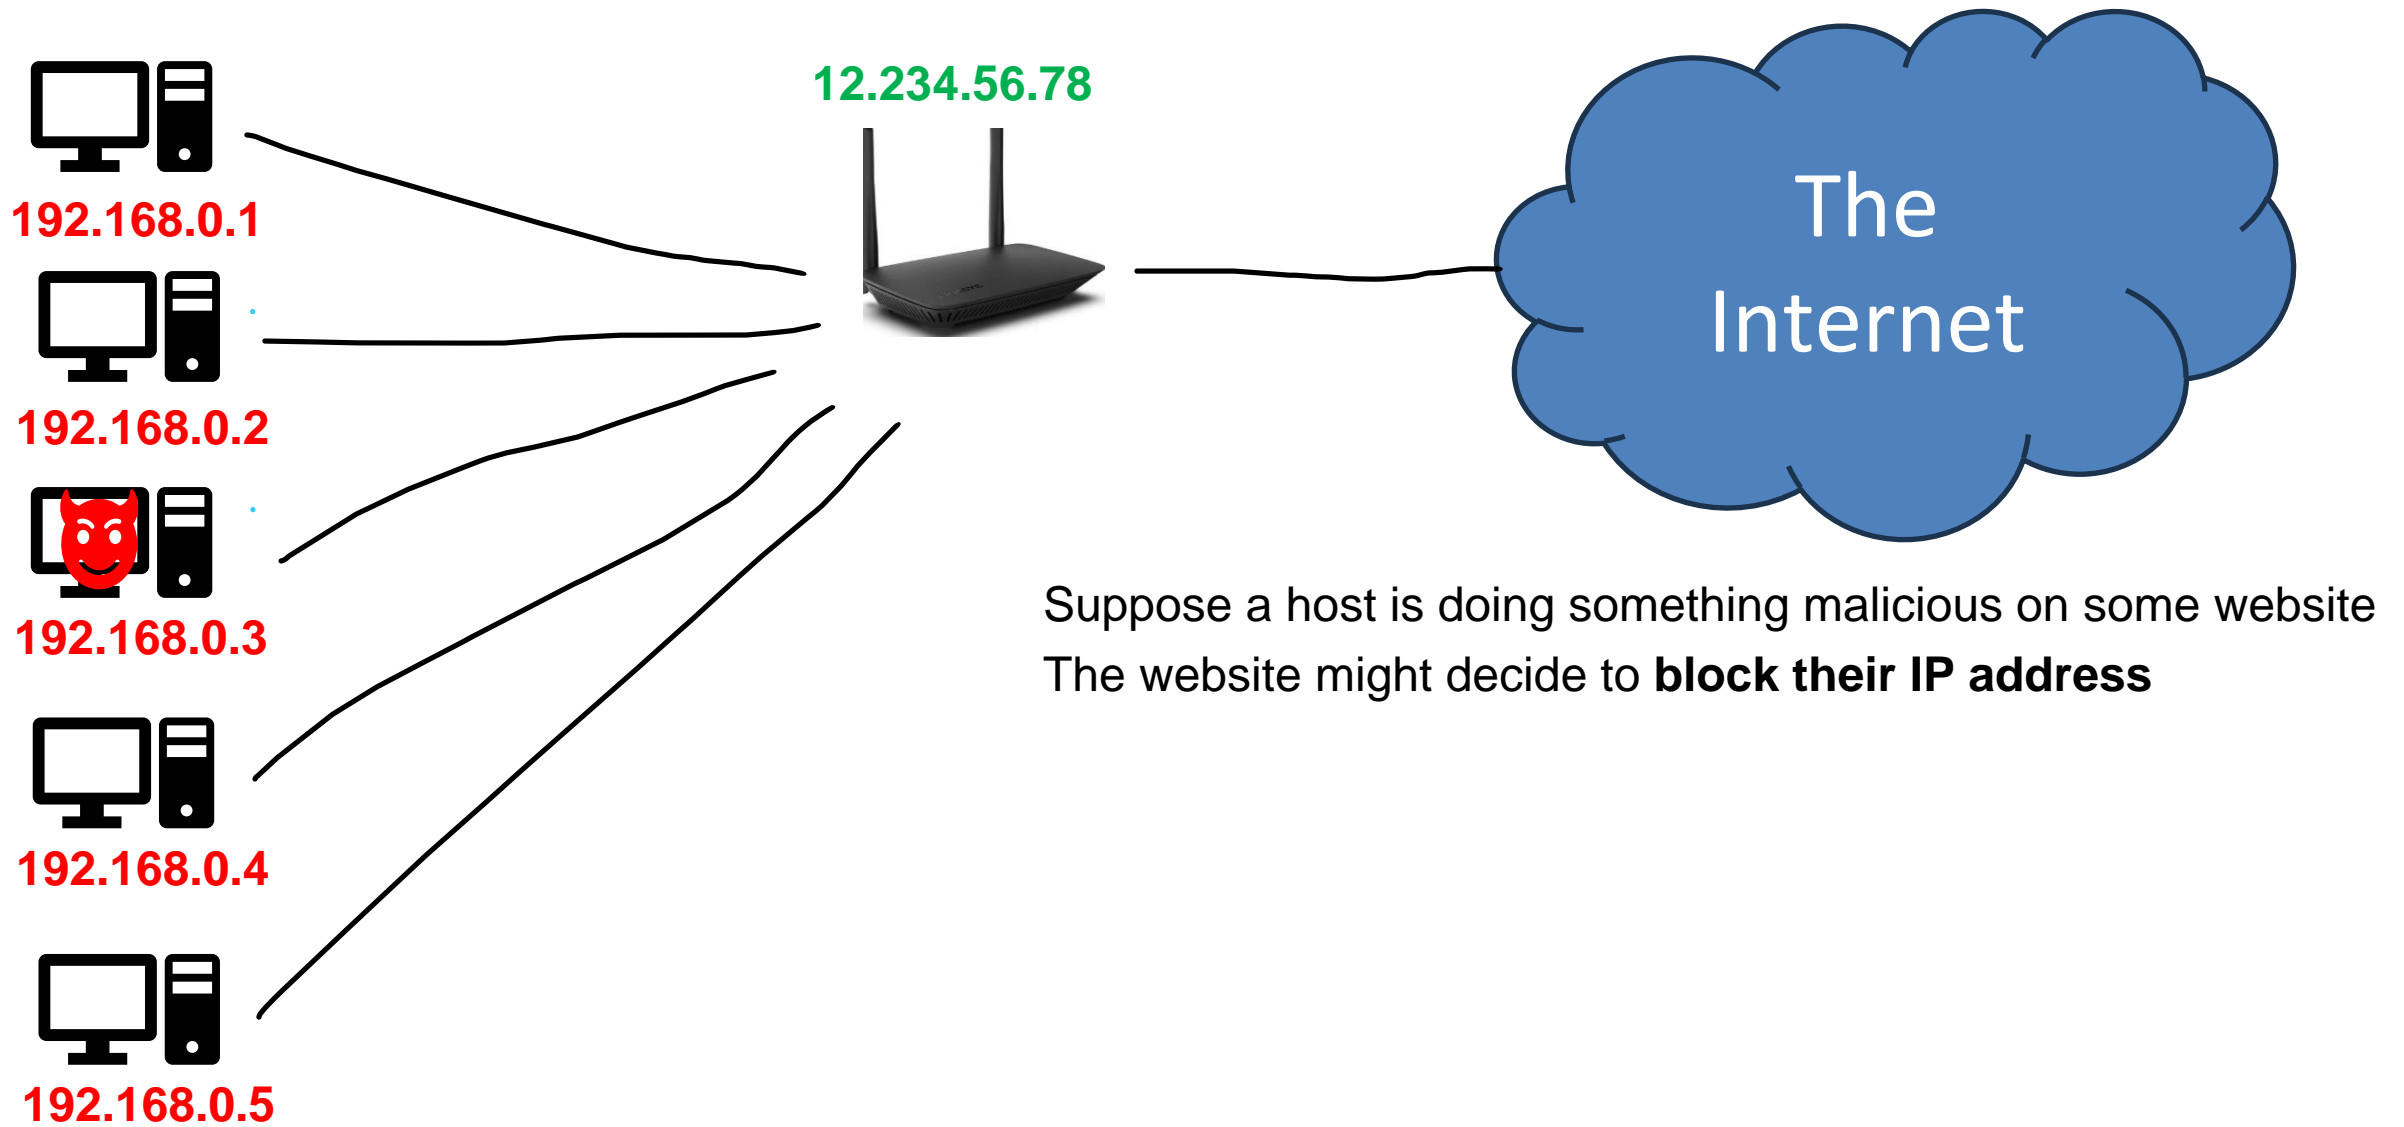 12.234.56.78
192.168.0.1
192.168.0.2
192.168.0.3
192.168.0.4
192.168.0.5
The
Internet
Suppose a host is doing something malicious on some website
The website might decide to block their IP address